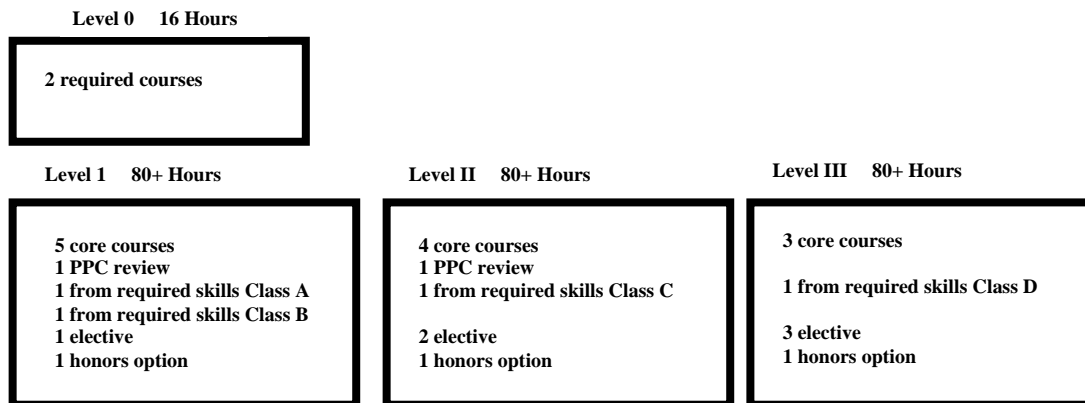 Level 0 16 Hours
2 required courses
Level 1 80+ Hours
5 core courses
1 PPC review
1 from required skills Class A
1 from required skills Class B
1 elective
1 honors option
Level II 80+ Hours
4 core courses
1 PPC review
1 from required skills Class C
2 elective
1 honors option
Level III 80+ Hours
3 core courses
1 from required skills Class D
3 elective
1 honors option